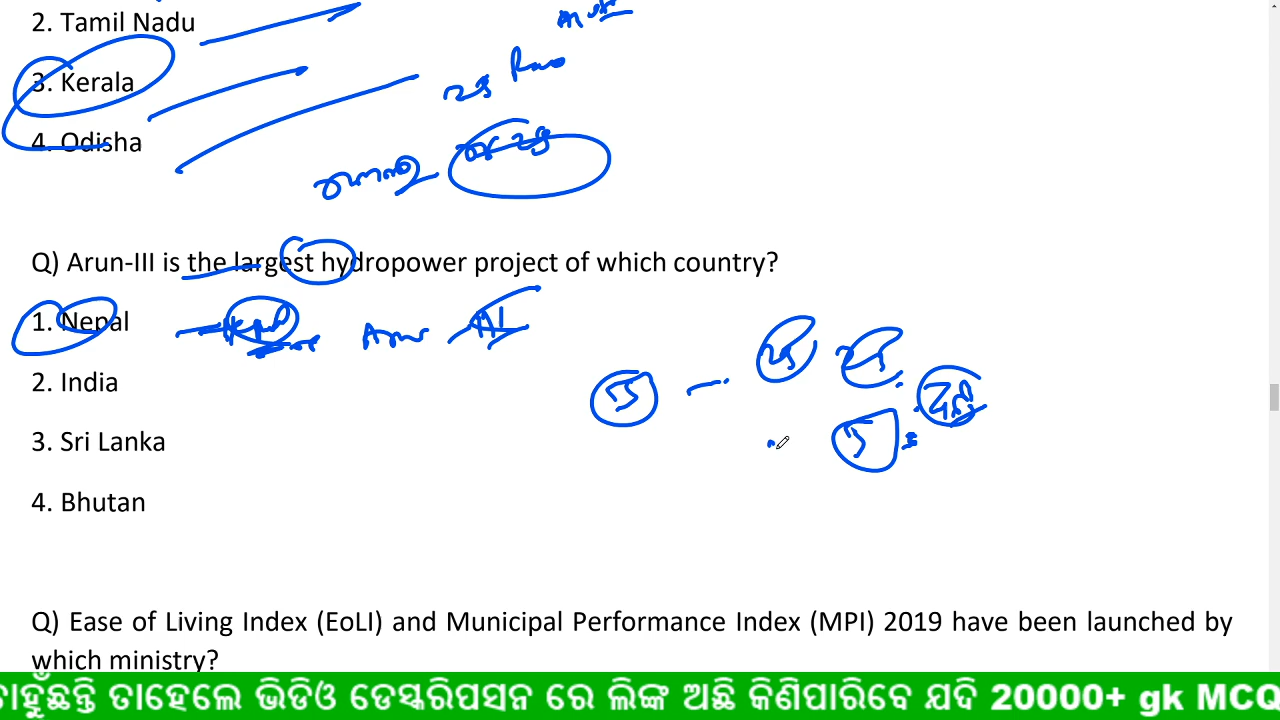 2. Tamil Nadu
3. Kerala
4. Odisha
Q) Arun-III is the largest hydropower project of which country?
1. Nepal
2. India
3. Sri Lanka
4. Bhutan
Q) Ease of Living Index (EoLI) and Municipal Performance Index (MPI) 2019 have been launched by
which ministry?
ଚାହୁଁଛନ୍ତି ତାହେଲେ ଭିଡିଓ ଡେସ୍କରିପସନ ରେ ଲିଙ୍କ ଅଛି କିଣିପାରିବେ ଯଦି 20000+ gk MCQ